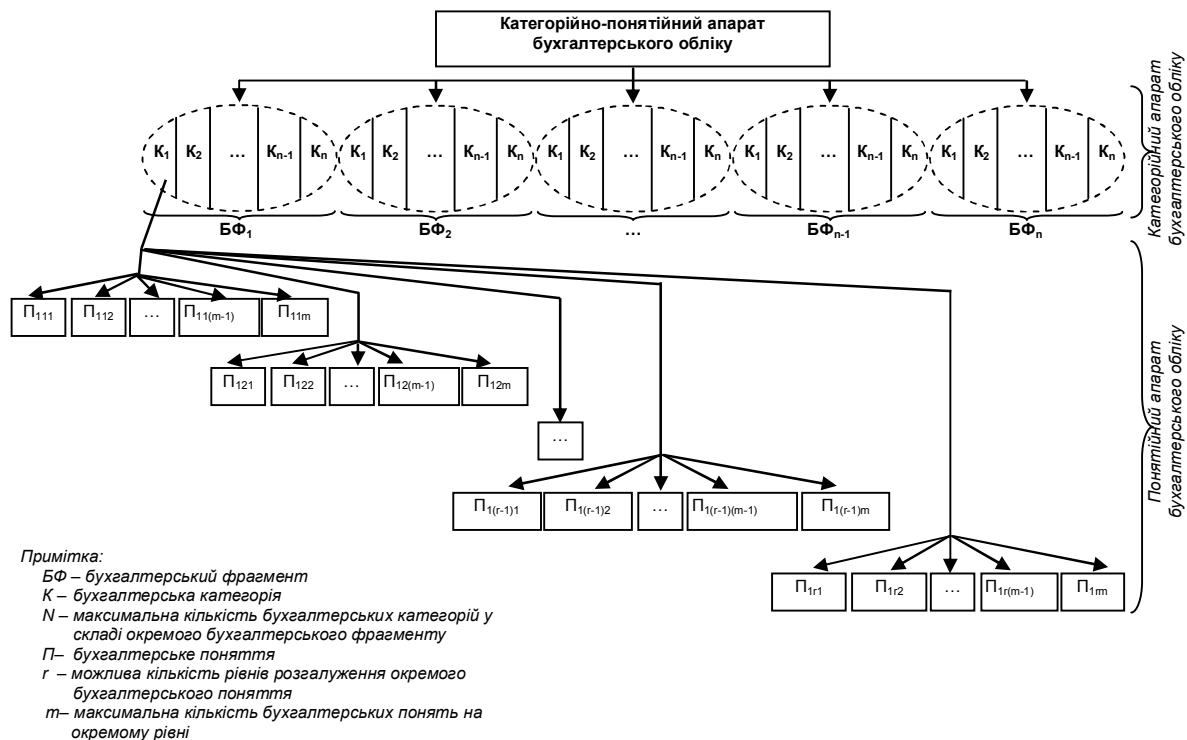 Категорійно-понятійний апарат
бухгалтерського обліку
Категорійний апарат
бухгалтерського обліку
К₁ К₂ … Кₙ₋₁ Кₙ К₁ К₂ … Кₙ₋₁ Кₙ К₁ К₂ … Кₙ₋₁ Кₙ К₁ К₂ … Кₙ₋₁ Кₙ К₁ К₂ … Кₙ₋₁ Кₙ
БФ₁ БФ₂ … БФₙ₋₁ БФₙ
Понятійний апарат
бухгалтерського обліку
П111 П112 … П11(m-1) П11m
П121 П122 … П12(m-1) П12m
…
П1(r-1)1 П1(r-1)2 … П1(r-1)(m-1) П1(r-1)m
П1r1 П1r2 … П1r(m-1) П1rm
Примітка:
БФ – бухгалтерський фрагмент
К – бухгалтерська категорія
N – максимальна кількість бухгалтерських категорій у
складі окремого бухгалтерського фрагменту
П– бухгалтерське поняття
r – можлива кількість рівнів розгалуження окремого
бухгалтерського поняття
m– максимальна кількість бухгалтерських понять на
окремому рівні